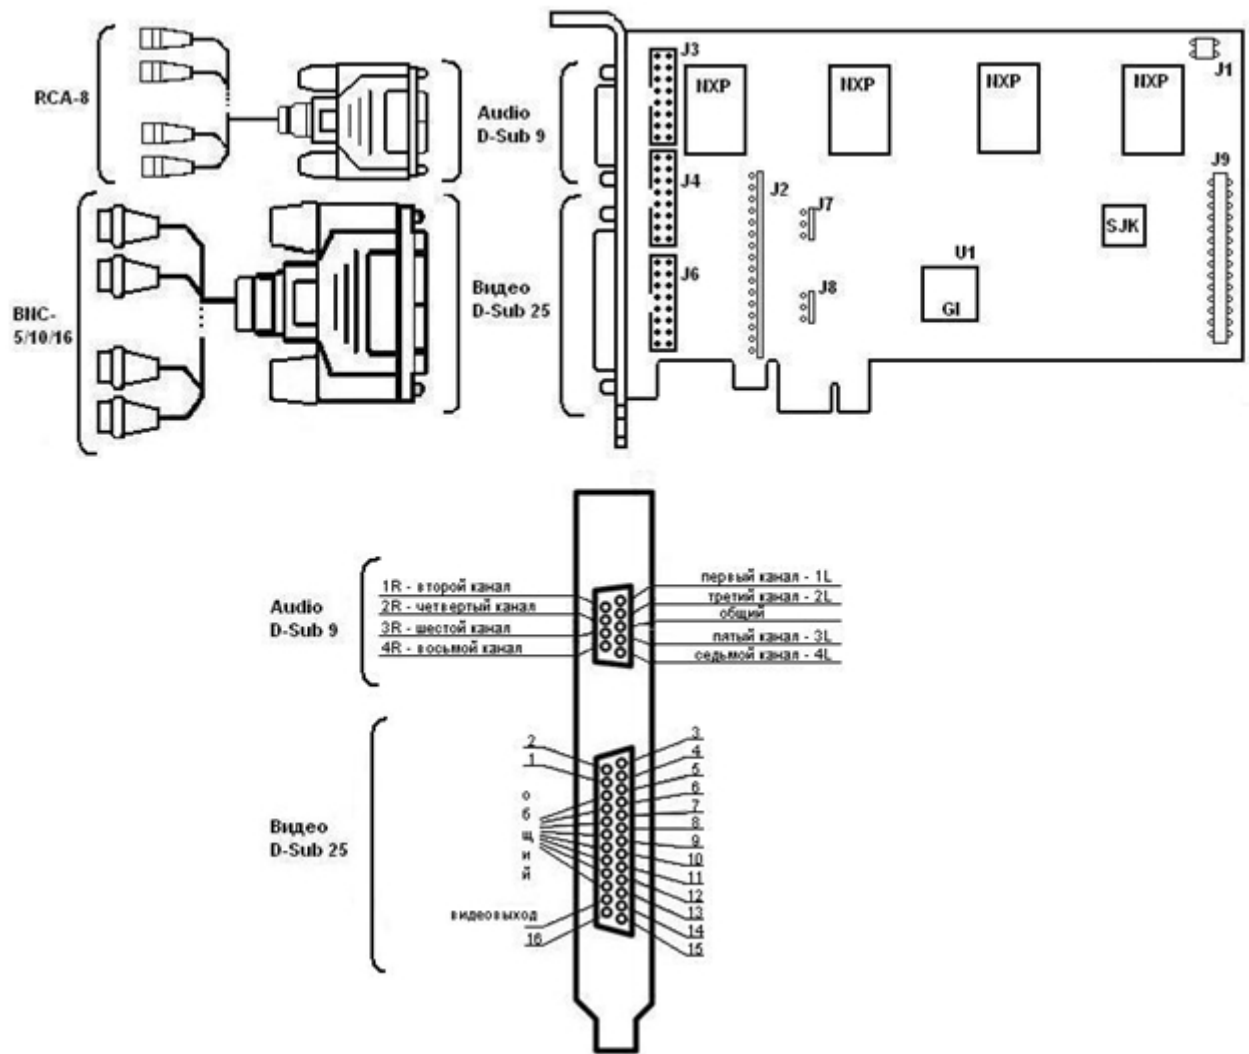 RCA-8
Audio
D-Sub 9
BNC-
5/10/16
Видео
D-Sub 25
J3
NXP
NXP
NXP
NXP
J1
J4
J2
J7
J9
SJK
J6
J8
U1
GI
Audio
D-Sub 9
1R - второй канал
2R - четвертый канал
3R - шестой канал
4R - восьмой канал
первый канал - 1L
третий канал - 2L
общий
пятый канал - 3L
седьмой канал - 4L
Видео
D-Sub 25
2
1
общий
видеовыход
16
3
4
5
6
7
8
9
10
11
12
13
14
15